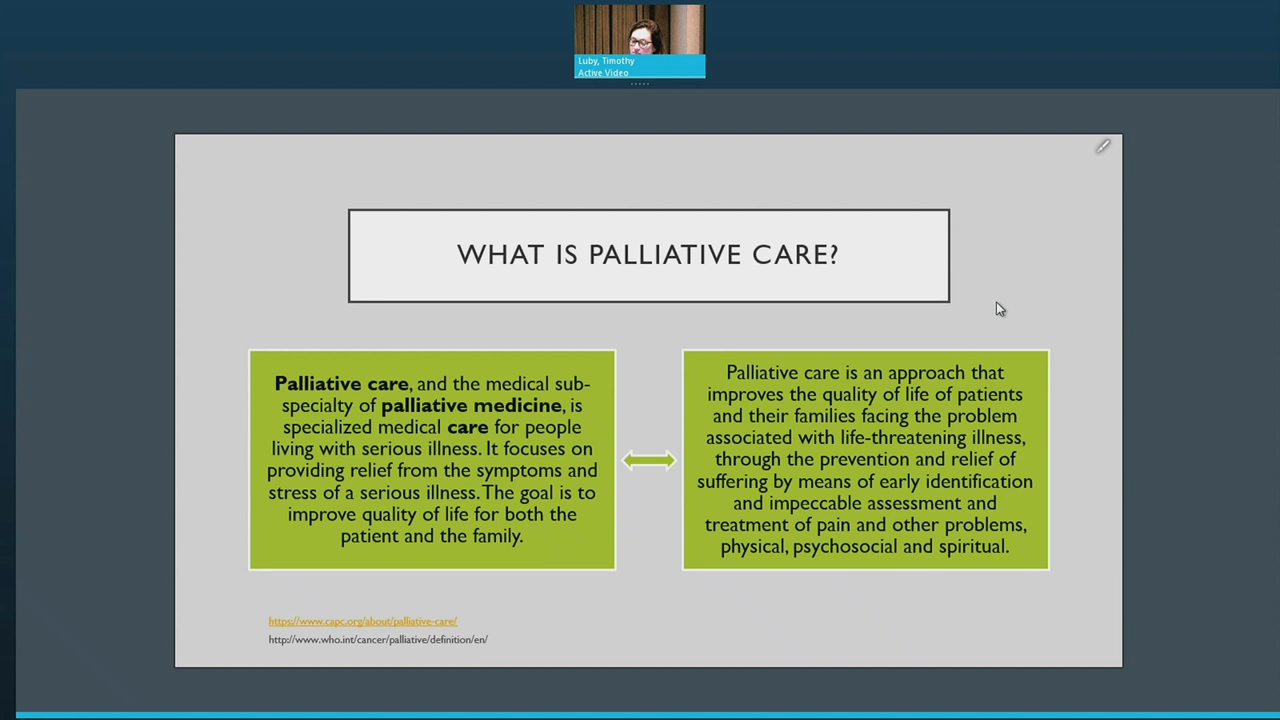 Luby, Timothy
Active Video
WHAT IS PALLIATIVE CARE?
Palliative care, and the medical sub-
specialty of palliative medicine, is
specialized medical care for people
living with serious illness. It focuses on
providing relief from the symptoms and
stress of a serious illness. The goal is to
improve quality of life for both the
patient and the family.
Palliative care is an approach that
improves the quality of life of patients
and their families facing the problem
associated with life-threatening illness,
through the prevention and relief of
suffering by means of early identification
and impeccable assessment and
treatment of pain and other problems,
physical, psychosocial and spiritual.
https://www.capc.org/about/palliative-care/
http://www.who.int/cancer/palliative/definition/en/